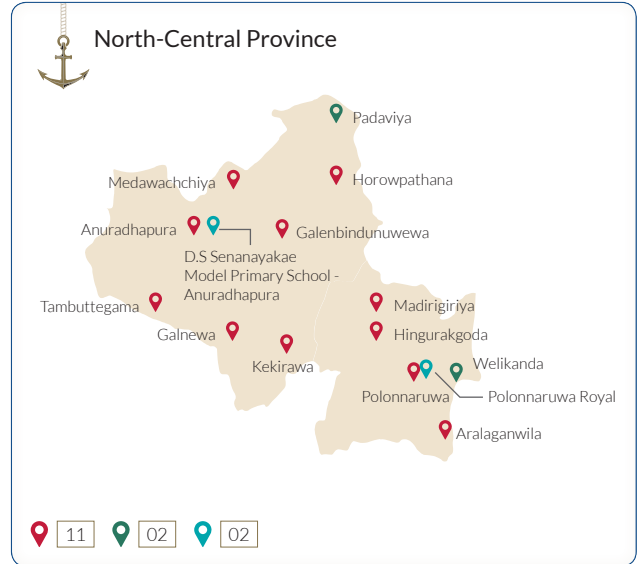 North-Central Province
Padaviya
Medawachchiya
Horowpathana
Anuradhapura
Galenbindunuwewa
D.S Senanayakae
Model Primary School -
Anuradhapura
Tambuttegama
Madirigiriya
Galnewa
Hingurakgoda
Kekirawa
Welikanda
Polonnaruwa
Polonnaruwa Royal
Aralaganwila
11
02
02